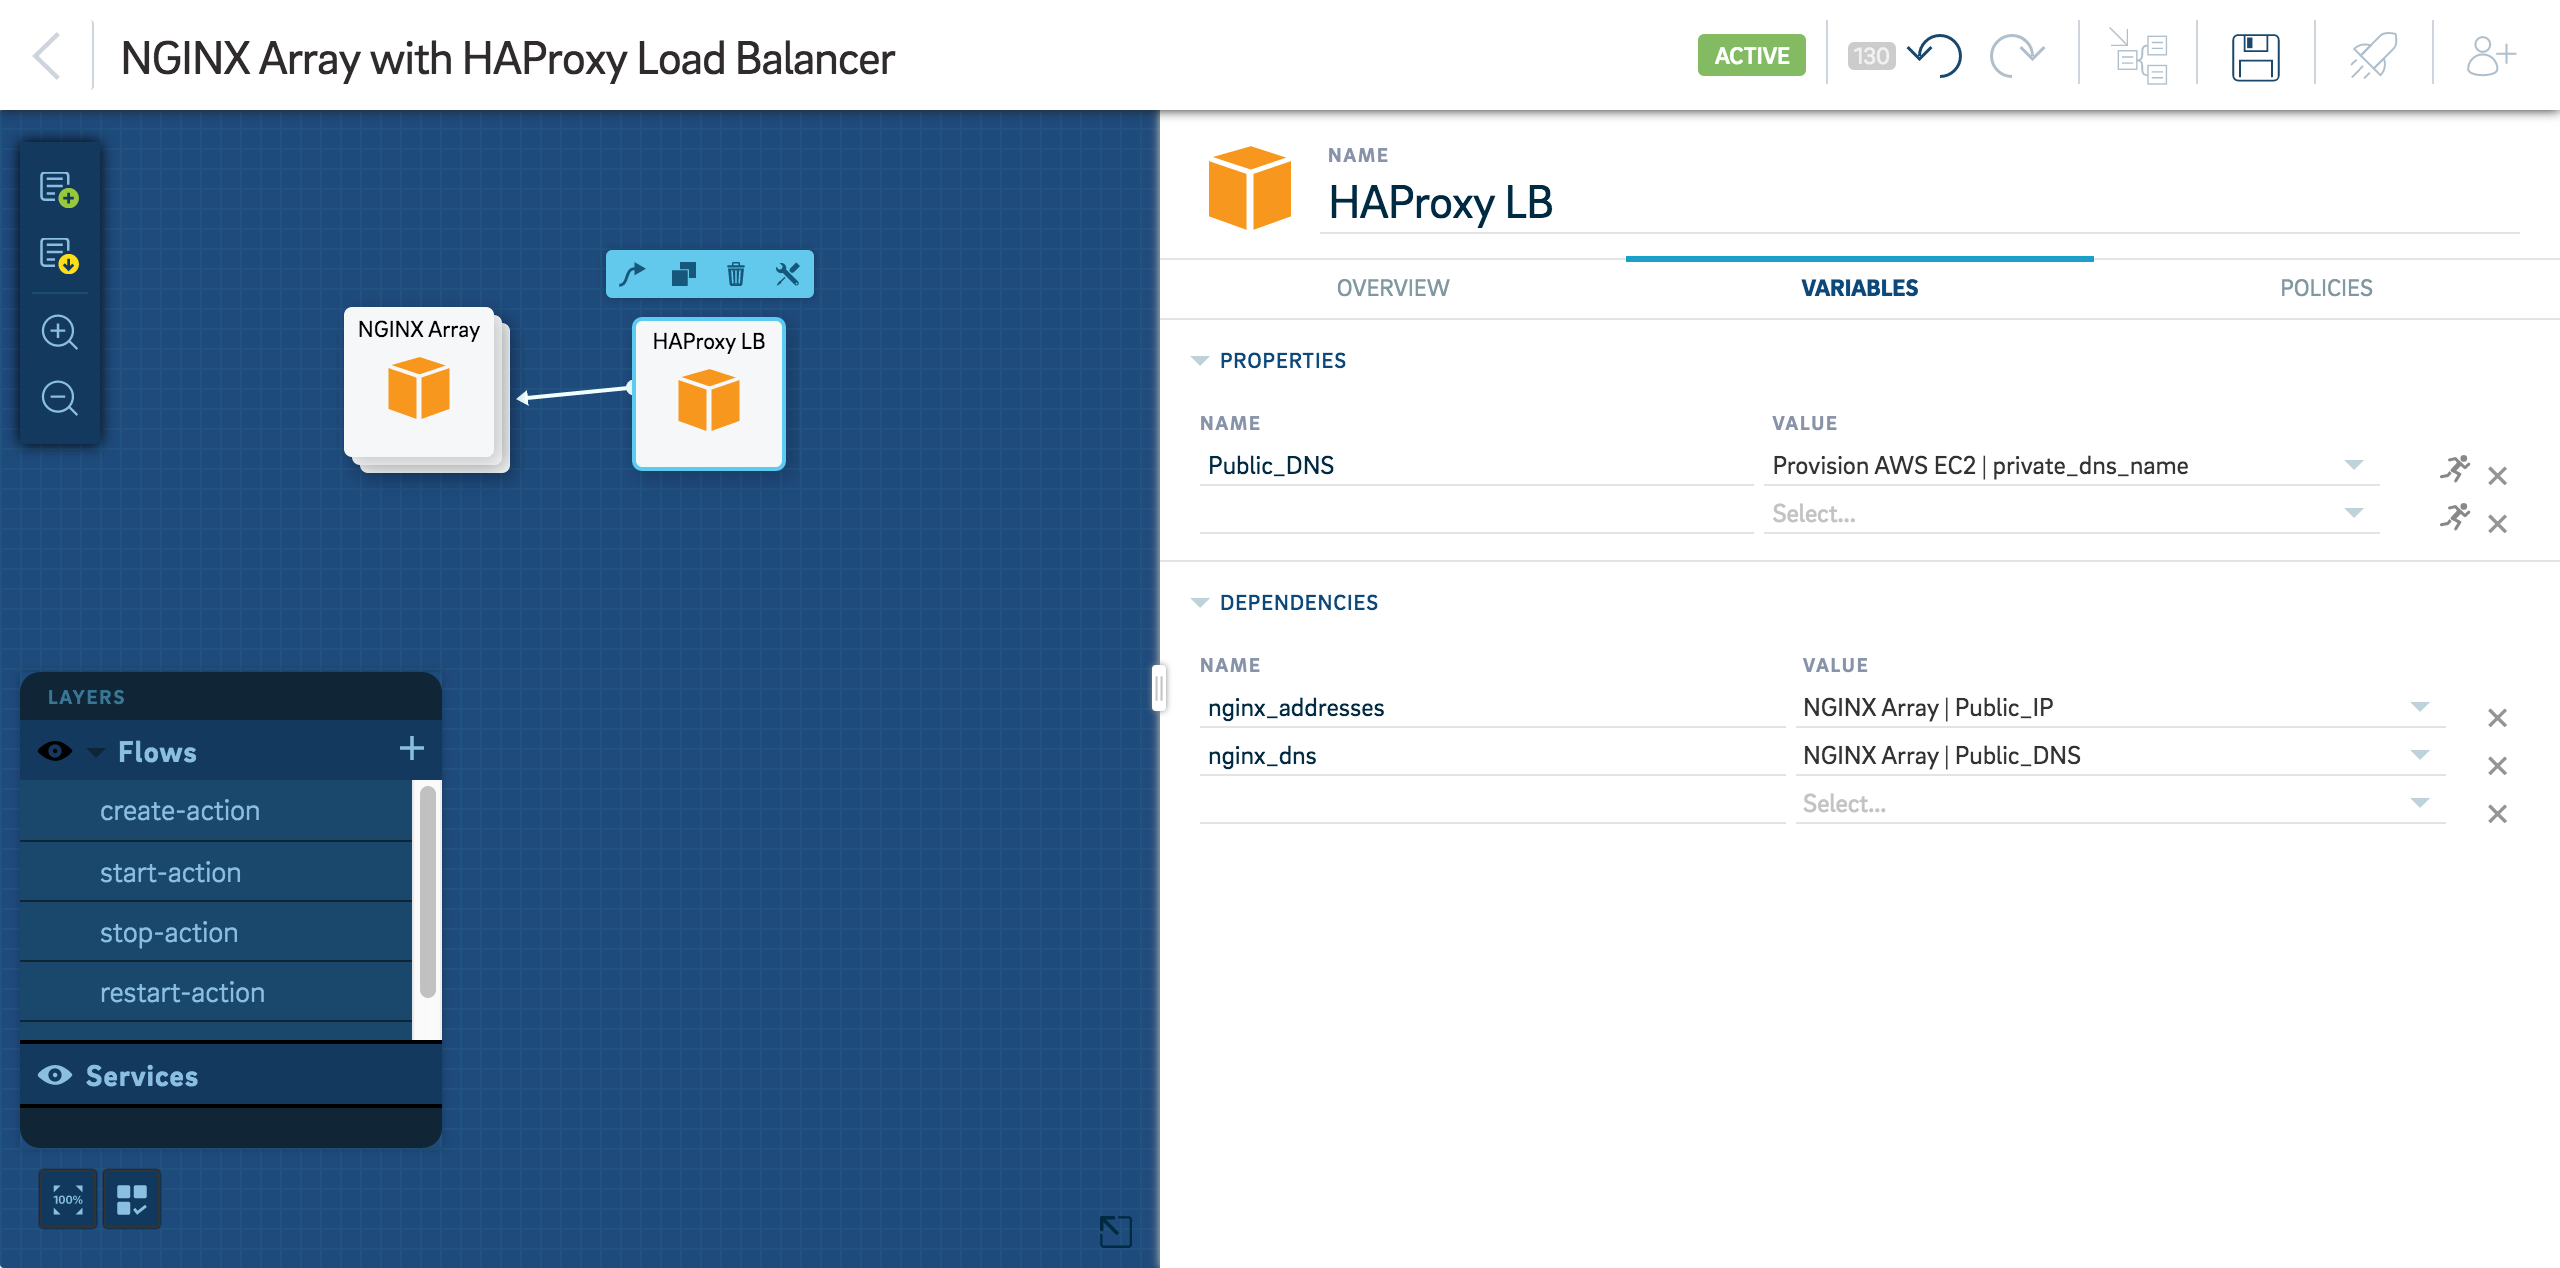 NGINX Array with HAProxy Load Balancer
ACTIVE
130
NGINX Array
HAProxy LB
LAYERS
Flows
create-action
start-action
stop-action
restart-action
Services
100%
NAME
HAProxy LB
OVERVIEW
VARIABLES
POLICIES
PROPERTIES
NAME
VALUE
Public_DNS
Provision AWS EC2 | private_dns_name
Select...
DEPENDENCIES
NAME
VALUE
nginx_addresses
NGINX Array | Public_IP
nginx_dns
NGINX Array | Public_DNS
Select...